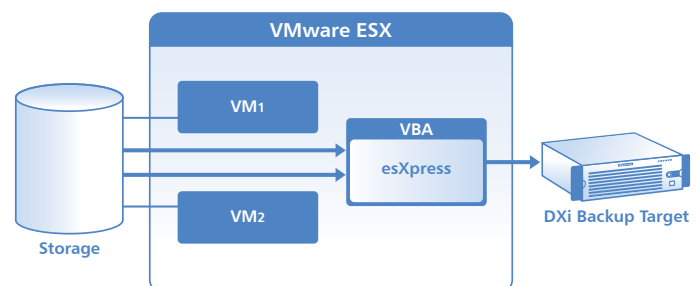 VMware ESX
VM1
VBA
esXpress
VM2
Storage
DXi Backup Target